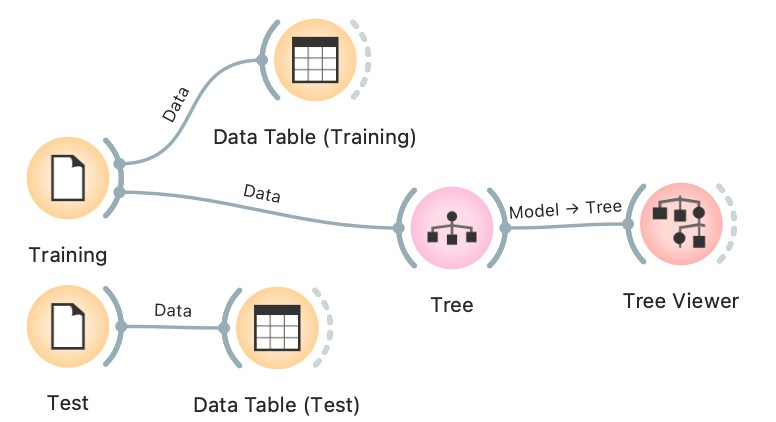 Data
Data Table (Training)
Data
Model → Tree
Training
Tree
Tree Viewer
Data
Test
Data Table (Test)